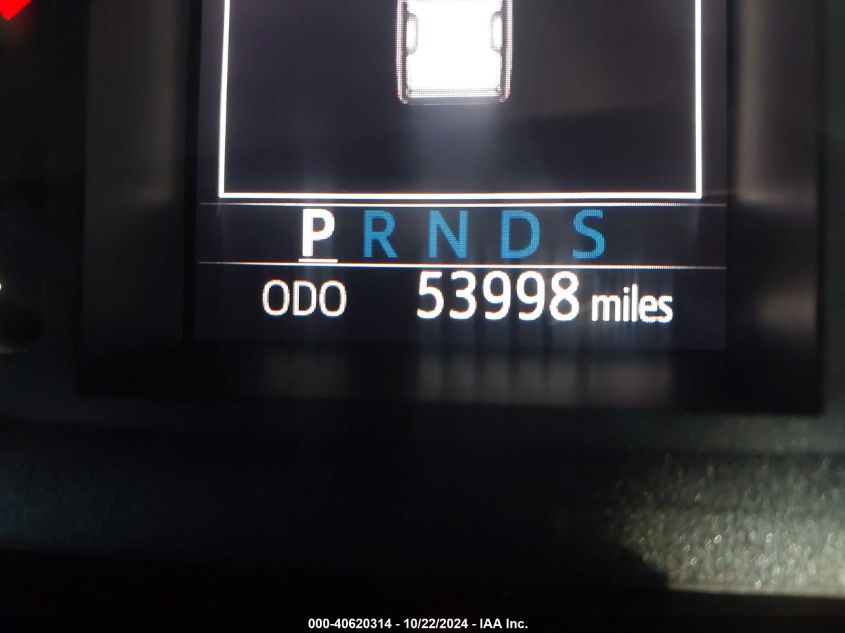 P R N D S
ODO 53998 miles
000-40620314 - 10/22/2024 - IAA Inc.